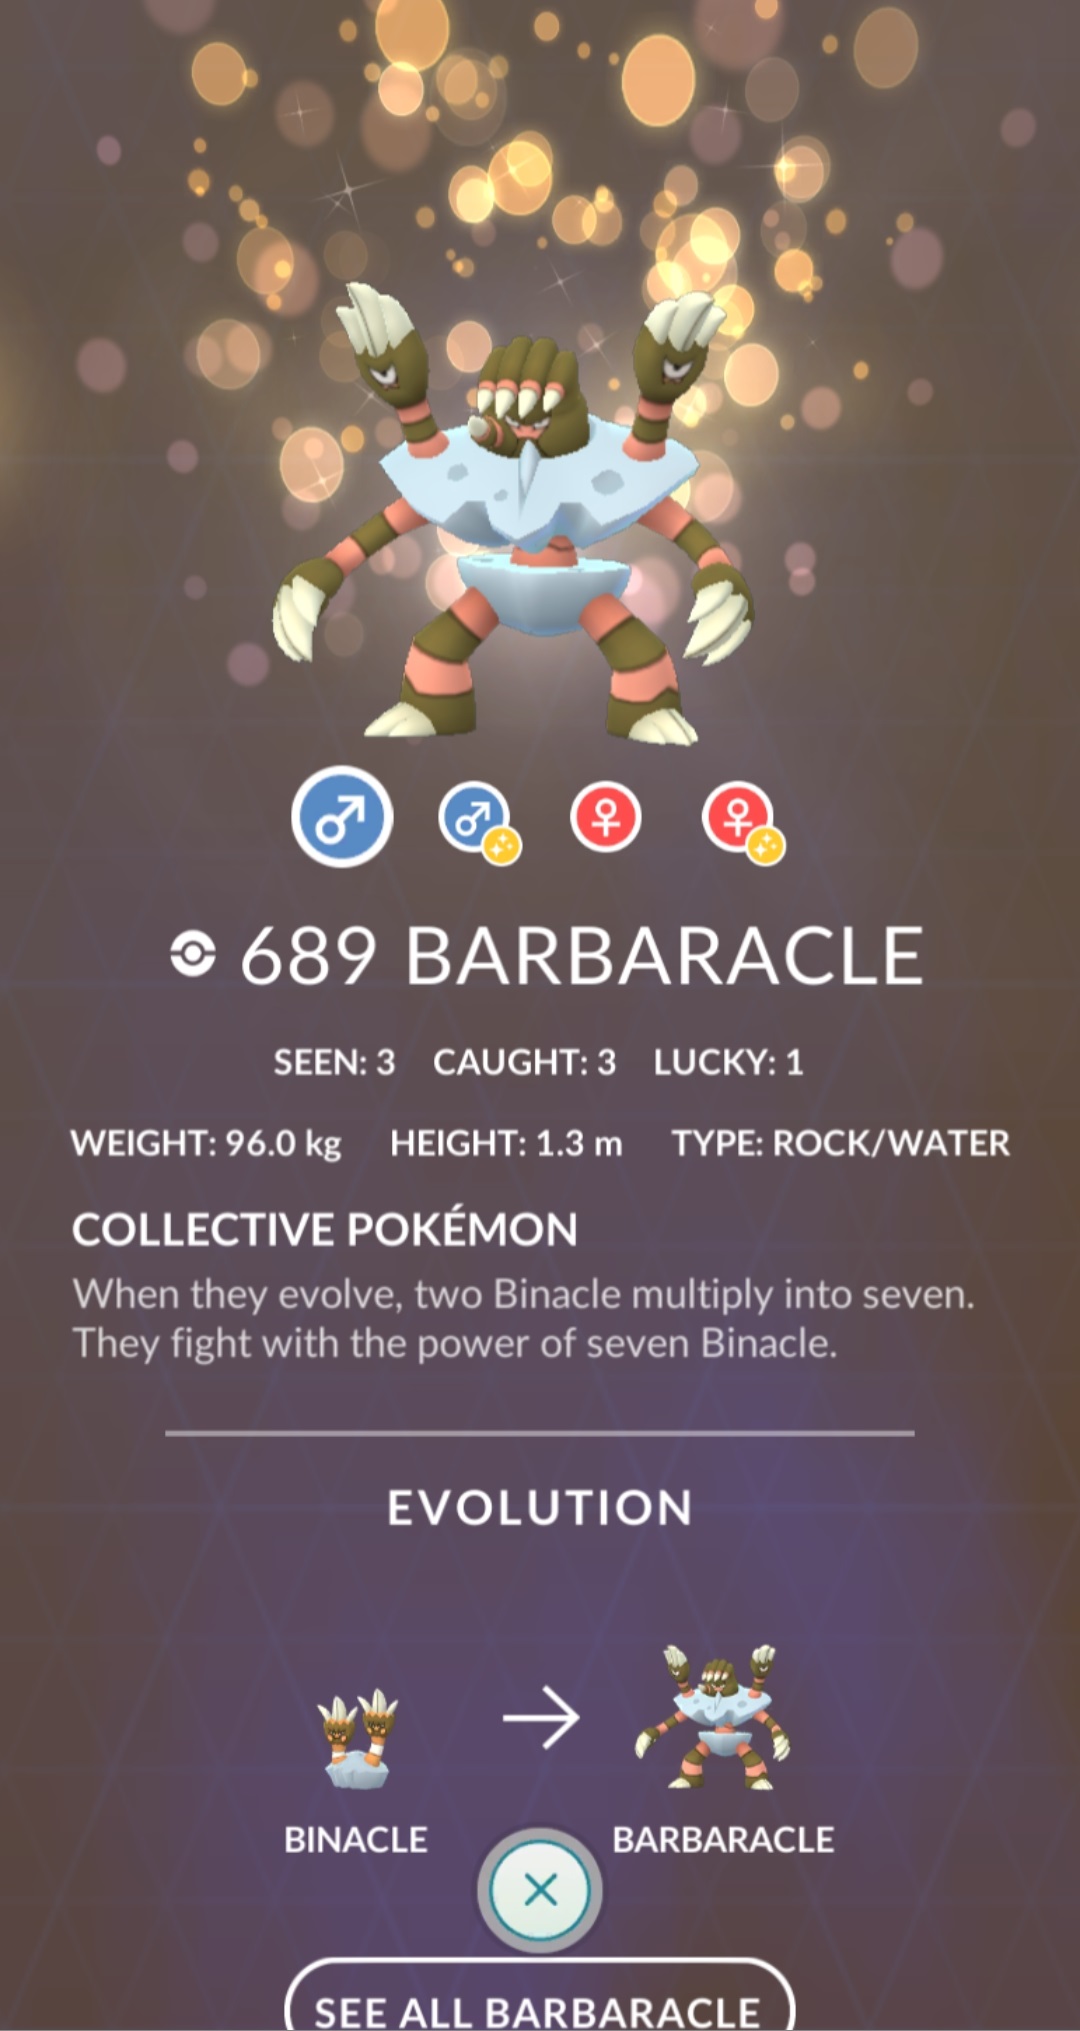 689 BARBARACLE
SEEN: 3 CAUGHT: 3 LUCKY: 1
WEIGHT: 96.0 kg HEIGHT: 1.3 m TYPE: ROCK/WATER
COLLECTIVE POKÉMON
When they evolve, two Binacle multiply into seven.
They fight with the power of seven Binacle.
EVOLUTION
BINACLE BARBARACLE
SEE ALL BARBARACLE